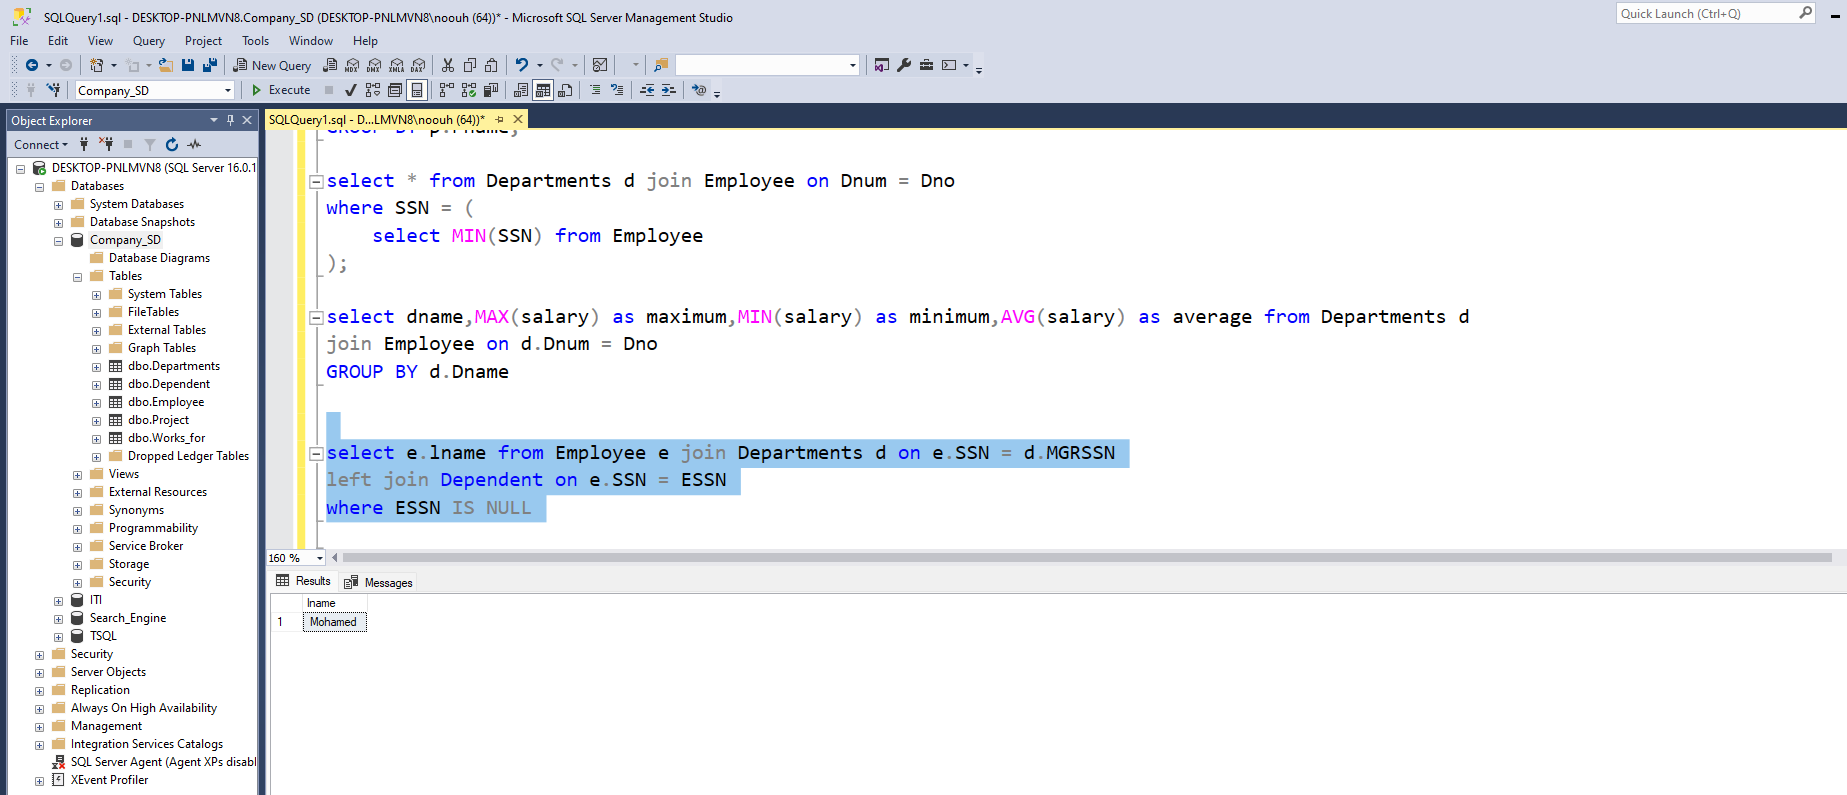 SQLQuery1.sql - DESKTOP-PNLMVN8.Company_SD (DESKTOP-PNLMVN8\noouh (64))* - Microsoft SQL Server Management Studio
Quick Launch (Ctrl+Q)
File Edit View Query Project Tools Window Help
New Query MDX DMX XMLA DAX
Company_SD Execute
Object Explorer
SQLQuery1.sql - D...LMVN8\noouh (64))*
Connect
DESKTOP-PNLMVN8 (SQL Server 16.0.1
Databases
System Databases
Database Snapshots
Company_SD
Database Diagrams
Tables
System Tables
FileTables
External Tables
Graph Tables
dbo.Departments
dbo.Dependent
dbo.Employee
dbo.Project
dbo.Works_for
Dropped Ledger Tables
Views
External Resources
Synonyms
Programmability
Service Broker
Storage
Security
ITI
Search_Engine
TSQL
Security
Server Objects
Replication
Always On High Availability
Management
Integration Services Catalogs
SQL Server Agent (Agent XPs disabl
XEvent Profiler
select * from Departments d join Employee on Dnum = Dno
where SSN = (
select MIN(SSN) from Employee
);
select dname,MAX(salary) as maximum,MIN(salary) as minimum,AVG(salary) as average from Departments d
join Employee on d.Dnum = Dno
GROUP BY d.Dname
select e.lname from Employee e join Departments d on e.SSN = d.MGRSSN
left join Dependent on e.SSN = ESSN
where ESSN IS NULL
160 %
Results Messages
lname
1 Mohamed